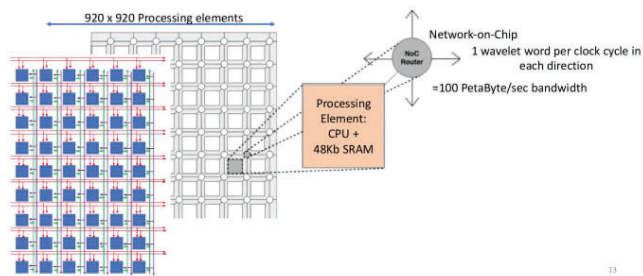 920 x 920 Processing elements
Network-on-Chip
1 wavelet word per clock cycle in
each direction
NoC
Router
≈100 PetaByte/sec bandwidth
Processing
Element:
CPU +
48Kb SRAM
13